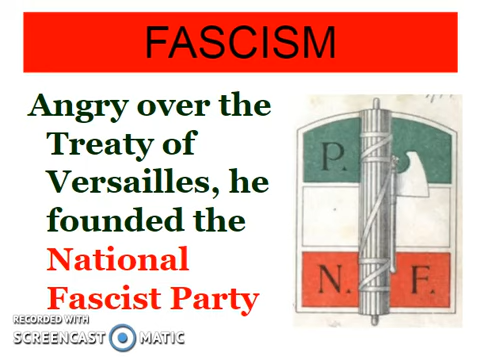 FASCISM
Angry over the
Treaty of
Versailles, he
founded the
National
Fascist Party
P.
N. F.
RECORDED WITH
SCREENCAST MATIC